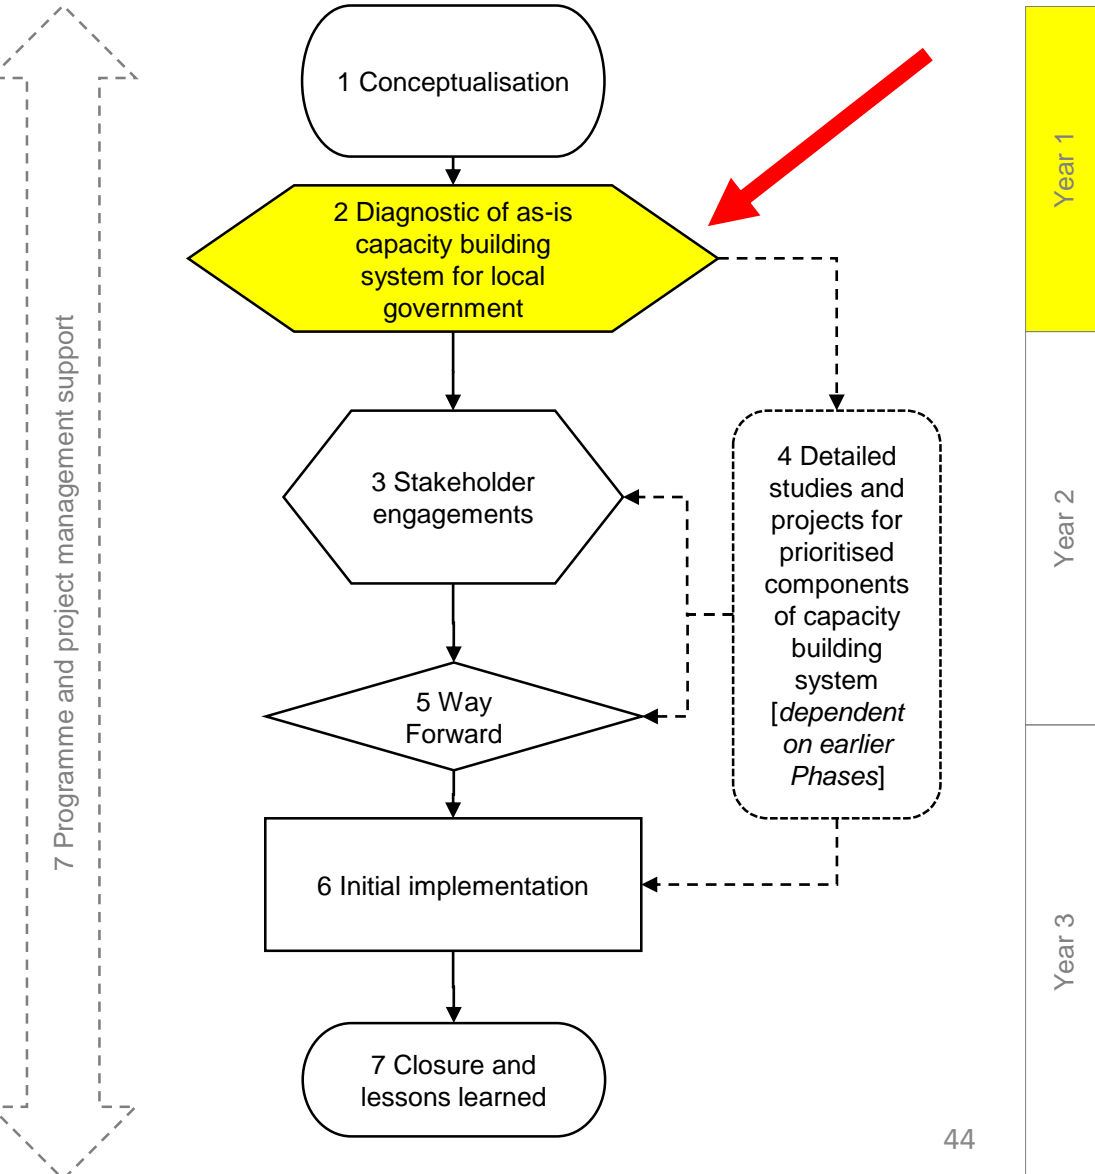 1 Conceptualisation
2 Diagnostic of as-is
capacity building
system for local
government
3 Stakeholder
engagements
4 Detailed
studies and
projects for
prioritised
components
of capacity
building
system
[dependent
on earlier
Phases]
5 Way
Forward
6 Initial implementation
7 Closure and
lessons learned
7 Programme and project management support
Year 1
Year 2
Year 3
44